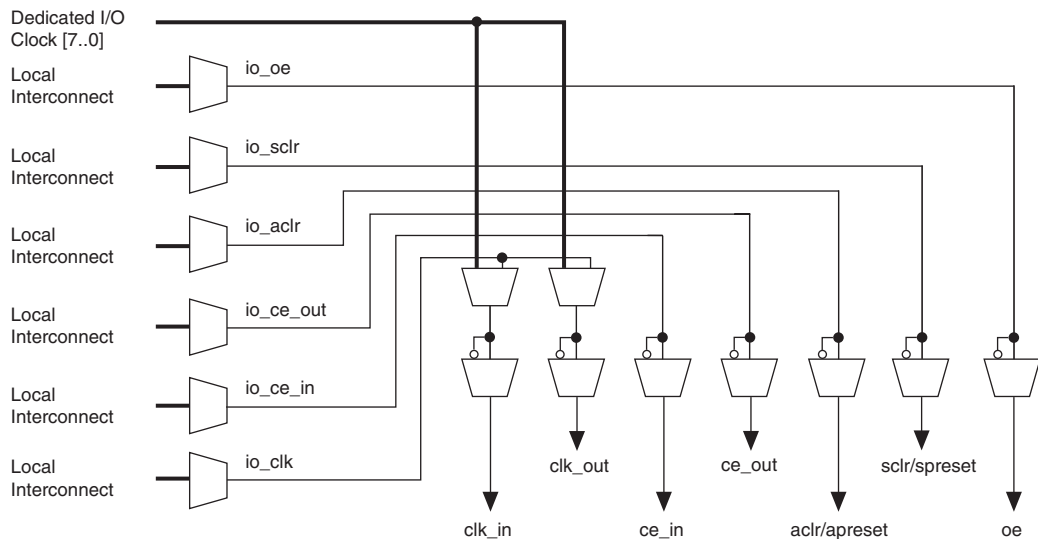 Dedicated I/O
Clock [7..0]
Local
Interconnect
io_oe
Local
Interconnect
io_sclr
Local
Interconnect
io_aclr
Local
Interconnect
io_ce_out
Local
Interconnect
io_ce_in
Local
Interconnect
io_clk
clk_out
ce_out
sclr/spreset
clk_in
ce_in
aclr/apreset
oe